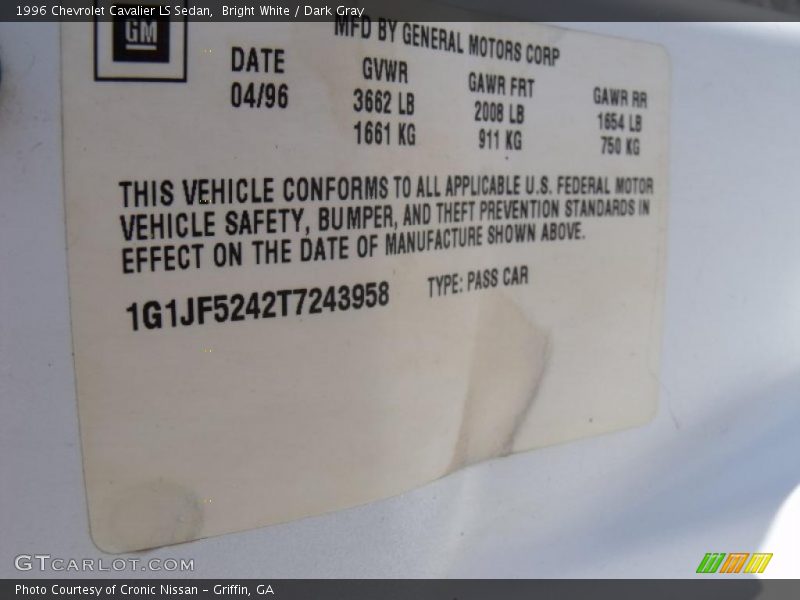 1996 Chevrolet Cavalier LS Sedan, Bright White / Dark Gray
GM
MFD BY GENERAL MOTORS CORP
DATE GVWR GAWR FRT GAWR RR
04/96 3662 LB 2008 LB 1654 LB
1661 KG 911 KG 750 KG
THIS VEHICLE CONFORMS TO ALL APPLICABLE U.S. FEDERAL MOTOR
VEHICLE SAFETY, BUMPER, AND THEFT PREVENTION STANDARDS IN
EFFECT ON THE DATE OF MANUFACTURE SHOWN ABOVE.
1G1JF5242T7243958 TYPE: PASS CAR
GTCARLOT.COM
Photo Courtesy of Cronic Nissan - Griffin, GA